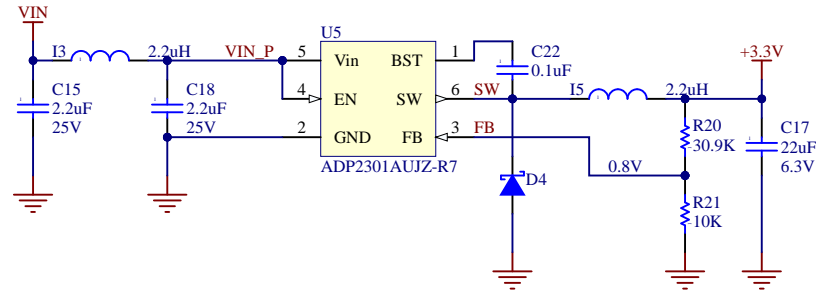 VIN
I3
2.2uH
VIN_P
5
4
2
U5
Vin
EN
GND
BST
SW
FB
ADP2301AUJZ-R7
1
6
3
SW
FB
C15
2.2uF
25V
C18
2.2uF
25V
C22
0.1uF
D4
I5
2.2uH
0.8V
+3.3V
R20
30.9K
R21
10K
C17
22uF
6.3V